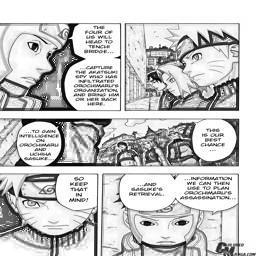 THE
FOUR OF
US WILL
HEAD TO
TENCHI
BRIDGE...
...CAPTURE
THE AKATSUKI
SPY WHO HAS
INFILTRATED
OROCHIMARU'S
ORGANIZATION,
AND BRING HIM
OR HER BACK
HERE.
THIS IS
OUR BEST
CHANCE
...
...TO GAIN
INTELLIGENCE
ON
OROCHIMARU
AND
UCHIHA
SASUKE...
...INFORMATION
WE CAN THEN
USE TO PLAN
OROCHIMARU'S
ASSASSINATION...
...AND
SASUKE'S
RETRIEVAL.
SO
KEEP
THAT
IN
MIND!